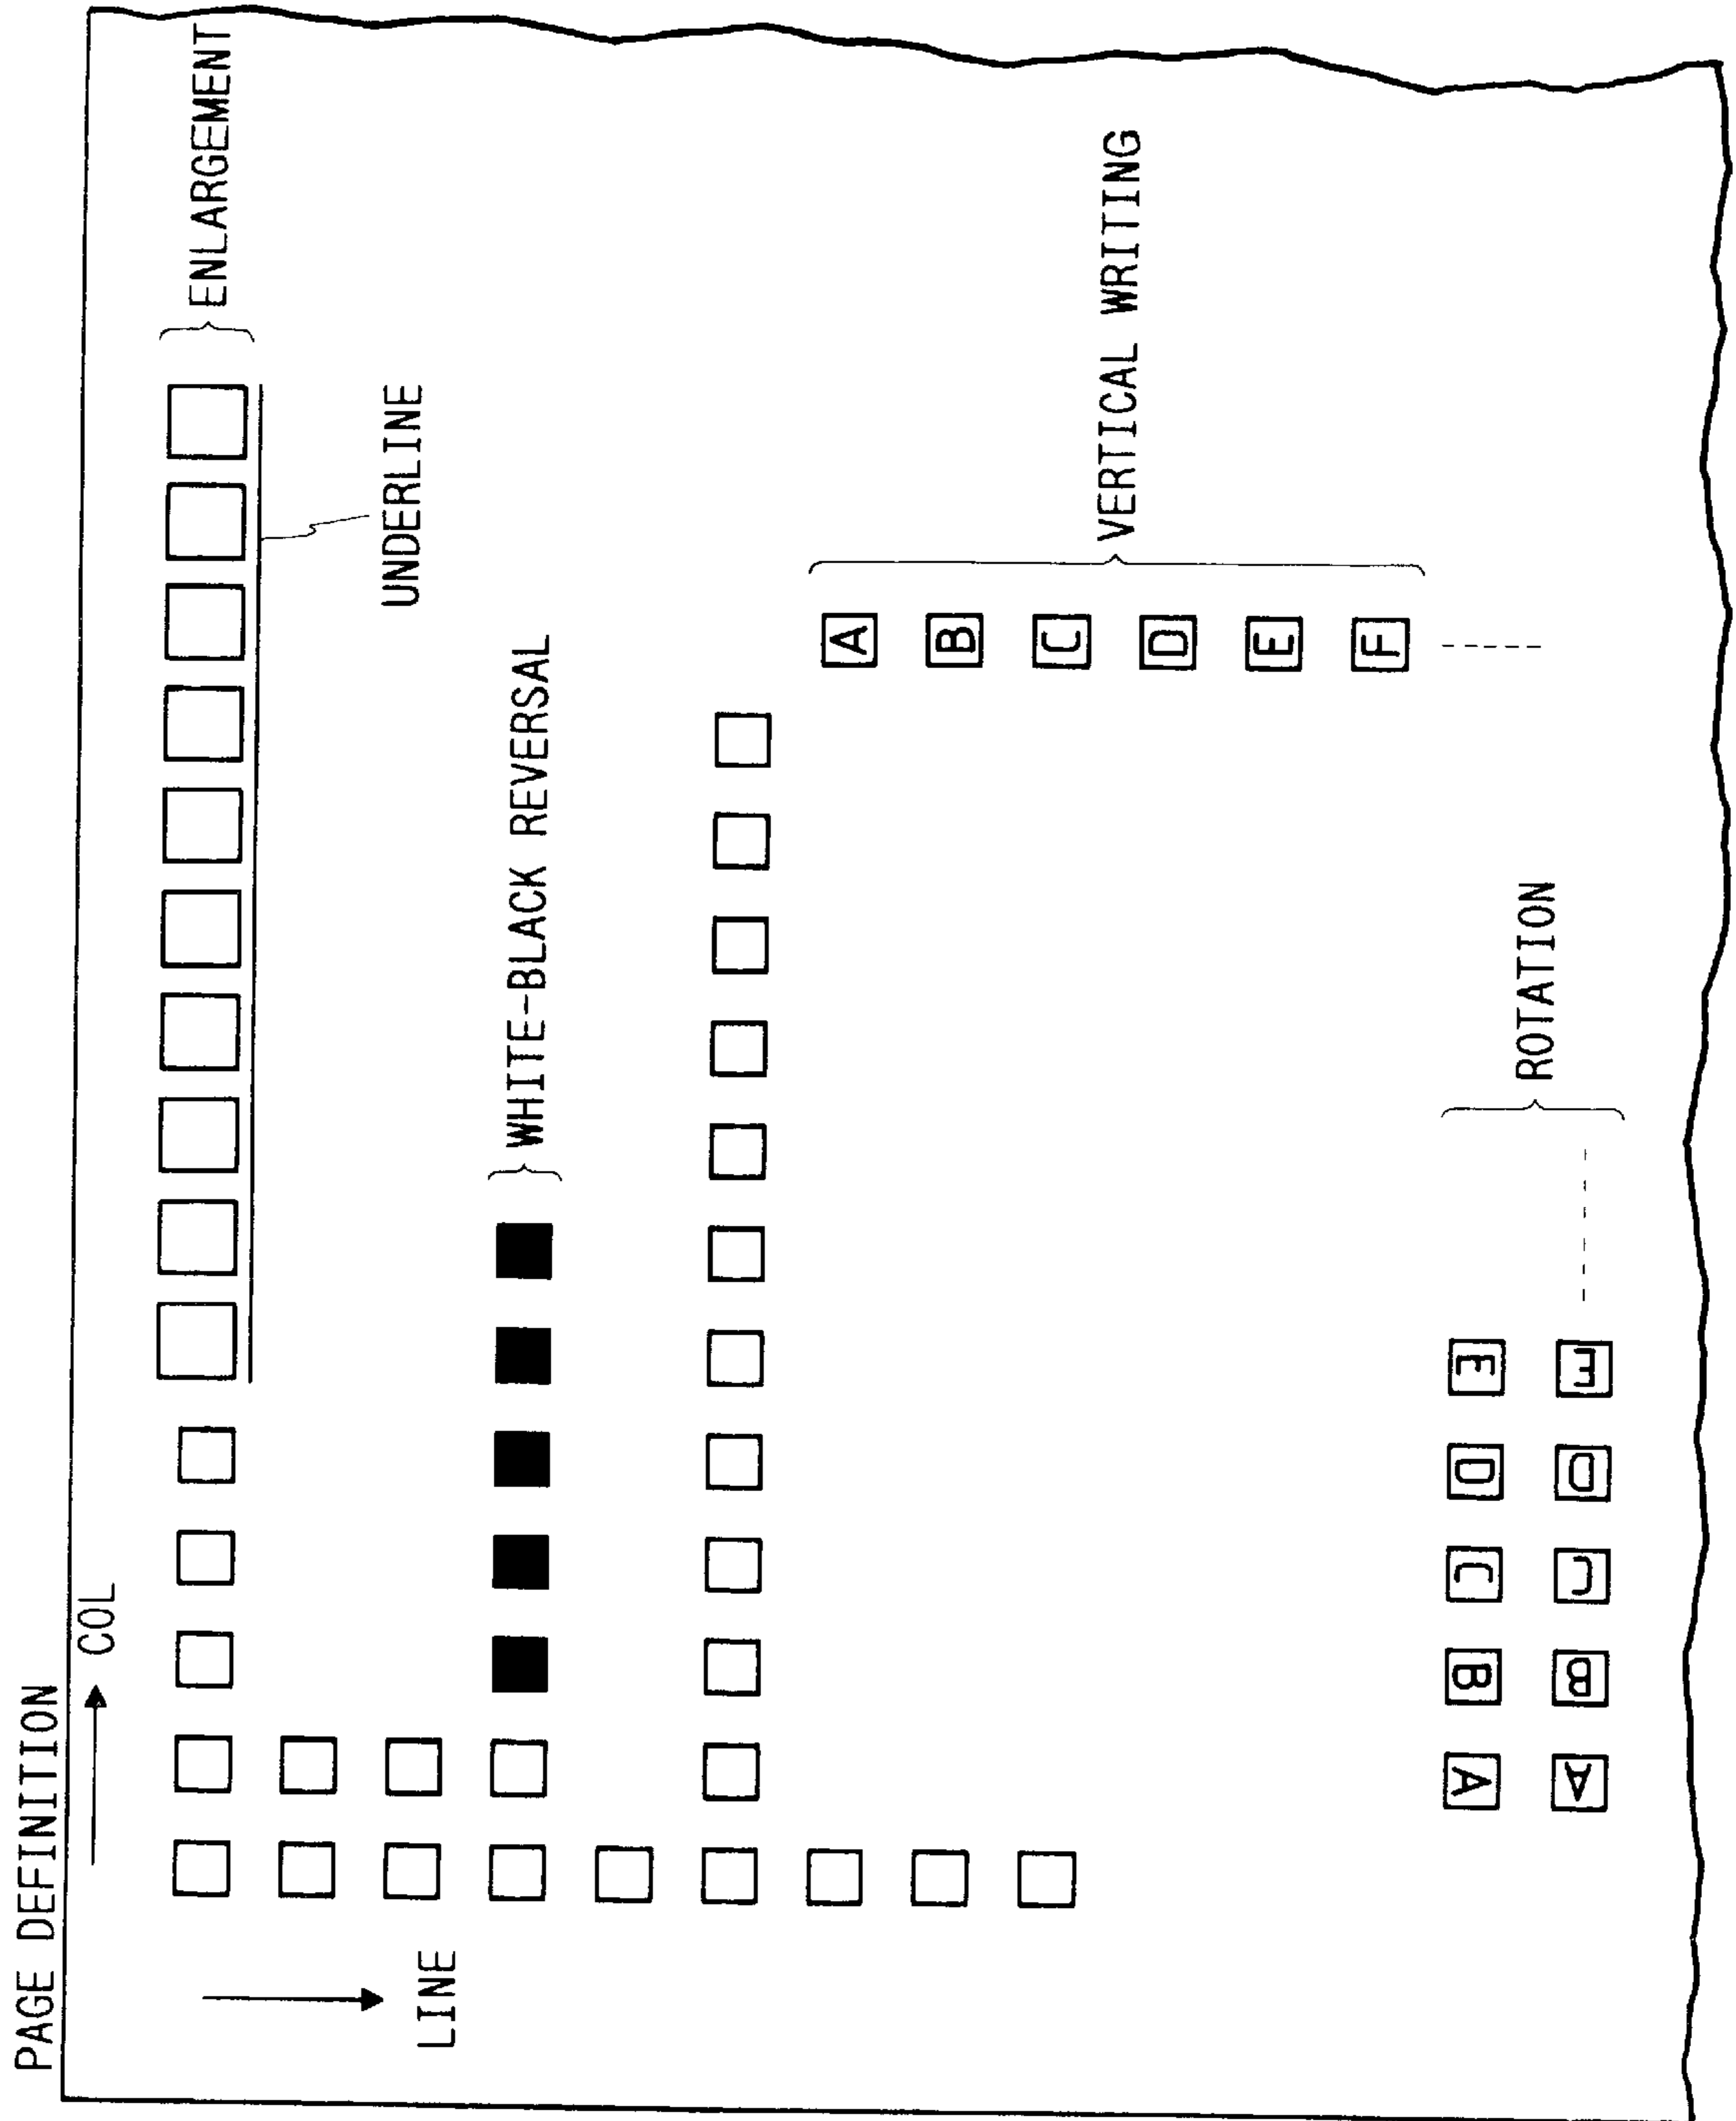 PAGE DEFINITION
COL
LINE
ENLARGEMENT
UNDERLINE
WHITE-BLACK REVERSAL
A
B
C
D
E
F
VERTICAL WRITING
A B C D E
A B C D E
ROTATION